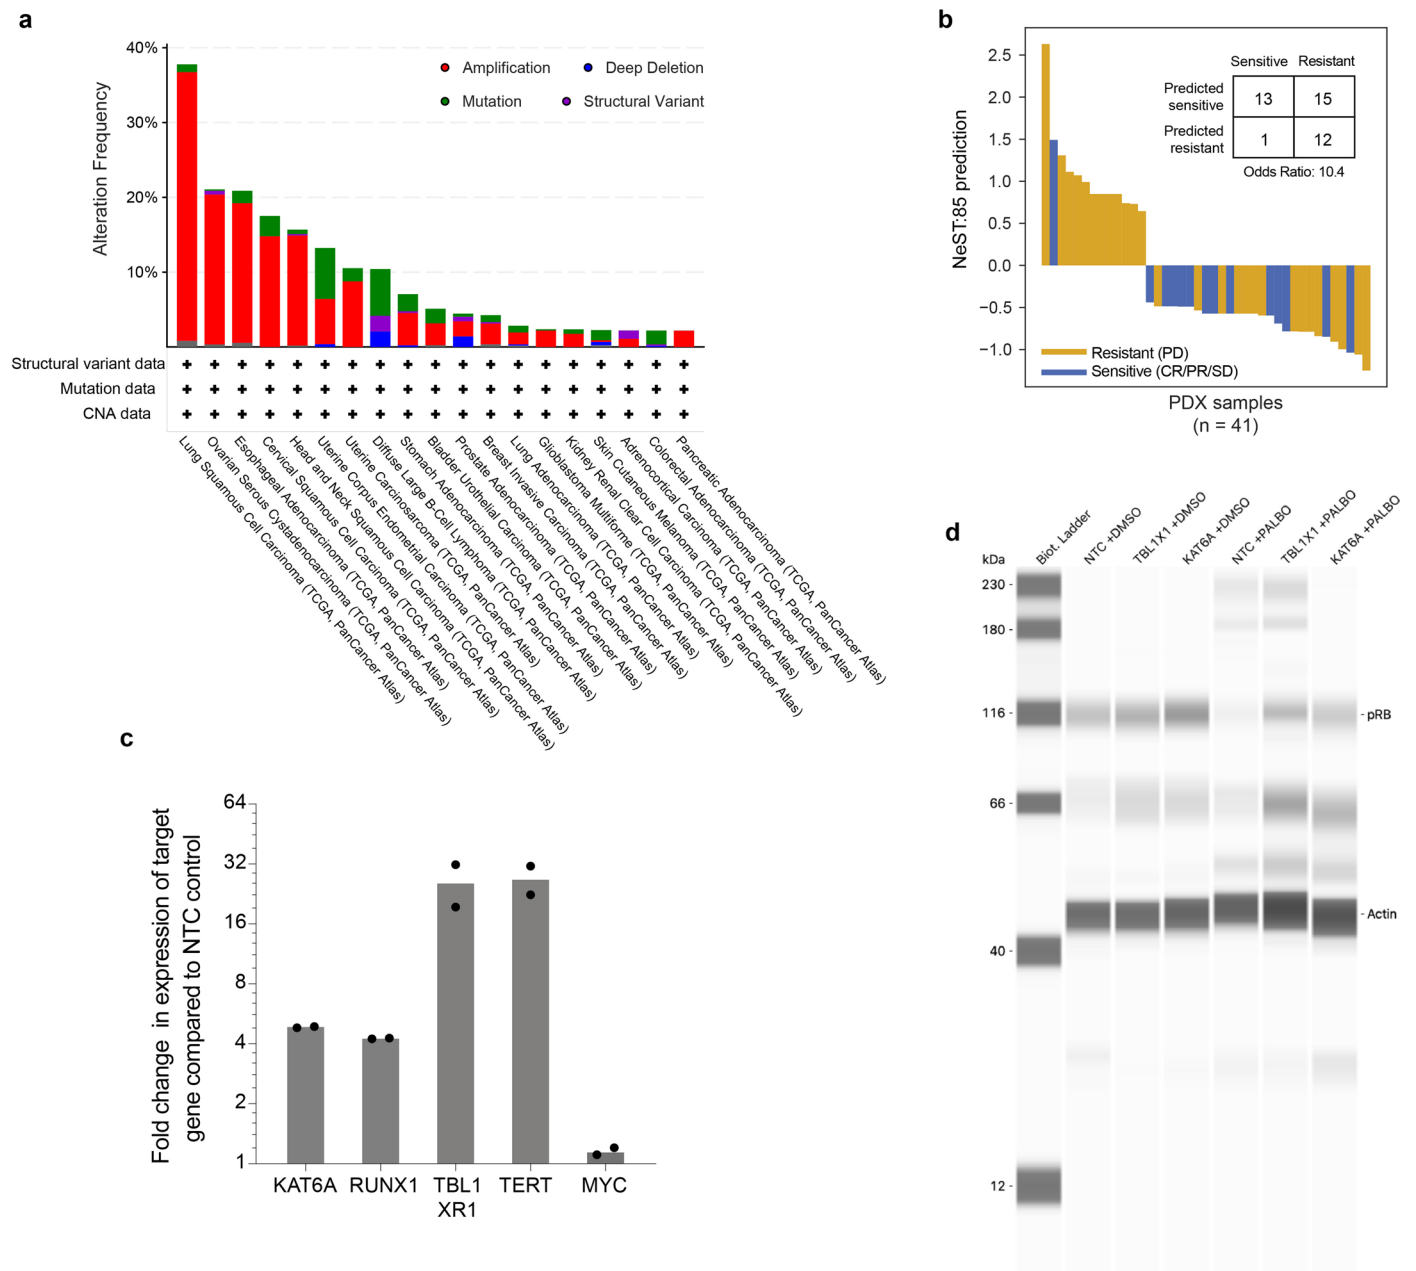 a
40%
30%
20%
10%
Alteration Frequency
Amplification
Deep Deletion
Mutation
Structural Variant
Structural variant data
Mutation data
CNA data
Lung Squamous Cell Carcinoma (TCGA, PanCancer Atlas)
Ovarian Serous Cystadenocarcinoma (TCGA, PanCancer Atlas)
Esophageal Adenocarcinoma (TCGA, PanCancer Atlas)
Cervical Squamous Cell Carcinoma (TCGA, PanCancer Atlas)
Head and Neck Squamous Cell Carcinoma (TCGA, PanCancer Atlas)
Uterine Corpus Endometrial Carcinoma (TCGA, PanCancer Atlas)
Uterine Carcinosarcoma (TCGA, PanCancer Atlas)
Diffuse Large B-Cell Lymphoma (TCGA, PanCancer Atlas)
Stomach Adenocarcinoma (TCGA, PanCancer Atlas)
Bladder Urothelial Carcinoma (TCGA, PanCancer Atlas)
Prostate Adenocarcinoma (TCGA, PanCancer Atlas)
Breast Invasive Carcinoma (TCGA, PanCancer Atlas)
Lung Adenocarcinoma (TCGA, PanCancer Atlas)
Glioblastoma Multiforme (TCGA, PanCancer Atlas)
Kidney Renal Clear Cell Carcinoma (TCGA, PanCancer Atlas)
Skin Cutaneous Melanoma (TCGA, PanCancer Atlas)
Adrenocortical Carcinoma (TCGA, PanCancer Atlas)
Colorectal Adenocarcinoma (TCGA, PanCancer Atlas)
Pancreatic Adenocarcinoma (TCGA, PanCancer Atlas)
b
NeST:85 prediction
2.5
2.0
1.5
1.0
0.5
0.0
−0.5
−1.0
Sensitive Resistant
Predicted sensitive 13 15
Predicted resistant 1 12
Odds Ratio: 10.4
Resistant (PD)
Sensitive (CR/PR/SD)
PDX samples
(n = 41)
c
Fold change in expression of target
gene compared to NTC control
64
32
16
8
4
2
1
KAT6A RUNX1 TBL1 TERT MYC
XR1
d
kDa
Biot. Ladder
NTC +DMSO
TBL1X1 +DMSO
KAT6A +DMSO
NTC +PALBO
TBL1X1 +PALBO
KAT6A +PALBO
230
180
116
66
40
12
pRB
Actin